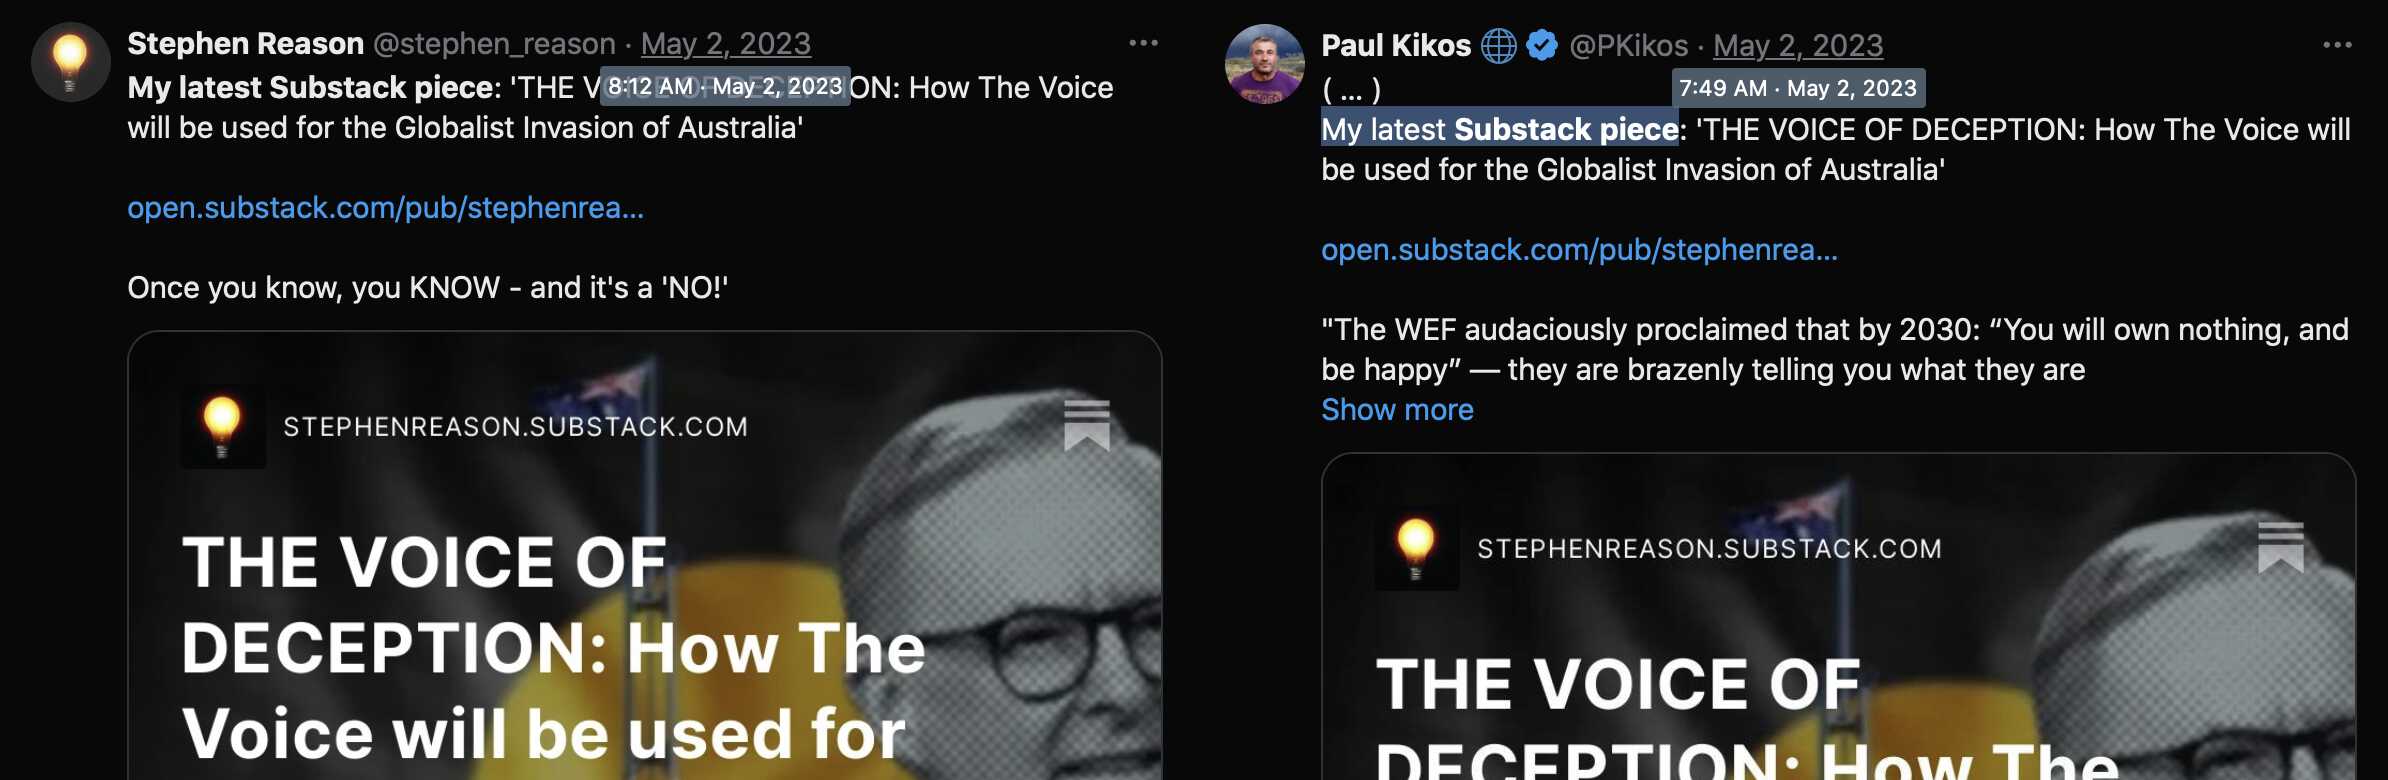 Stephen Reason @stephen_reason · May 2, 2023
My latest Substack piece: 'THE VOICE OF DECEPTION: How The Voice
8:12 AM · May 2, 2023
will be used for the Globalist Invasion of Australia'
open.substack.com/pub/stephenrea...
Once you know, you KNOW - and it's a 'NO!'
STEPHENREASON.SUBSTACK.COM
THE VOICE OF
DECEPTION: How The
Voice will be used for
Paul Kikos @PKikos · May 2, 2023
( ... )
7:49 AM · May 2, 2023
My latest Substack piece: 'THE VOICE OF DECEPTION: How The Voice will
be used for the Globalist Invasion of Australia'
open.substack.com/pub/stephenrea...
"The WEF audaciously proclaimed that by 2030: “You will own nothing, and
be happy” — they are brazenly telling you what they are
Show more
STEPHENREASON.SUBSTACK.COM
THE VOICE OF
DECEPTION: How The